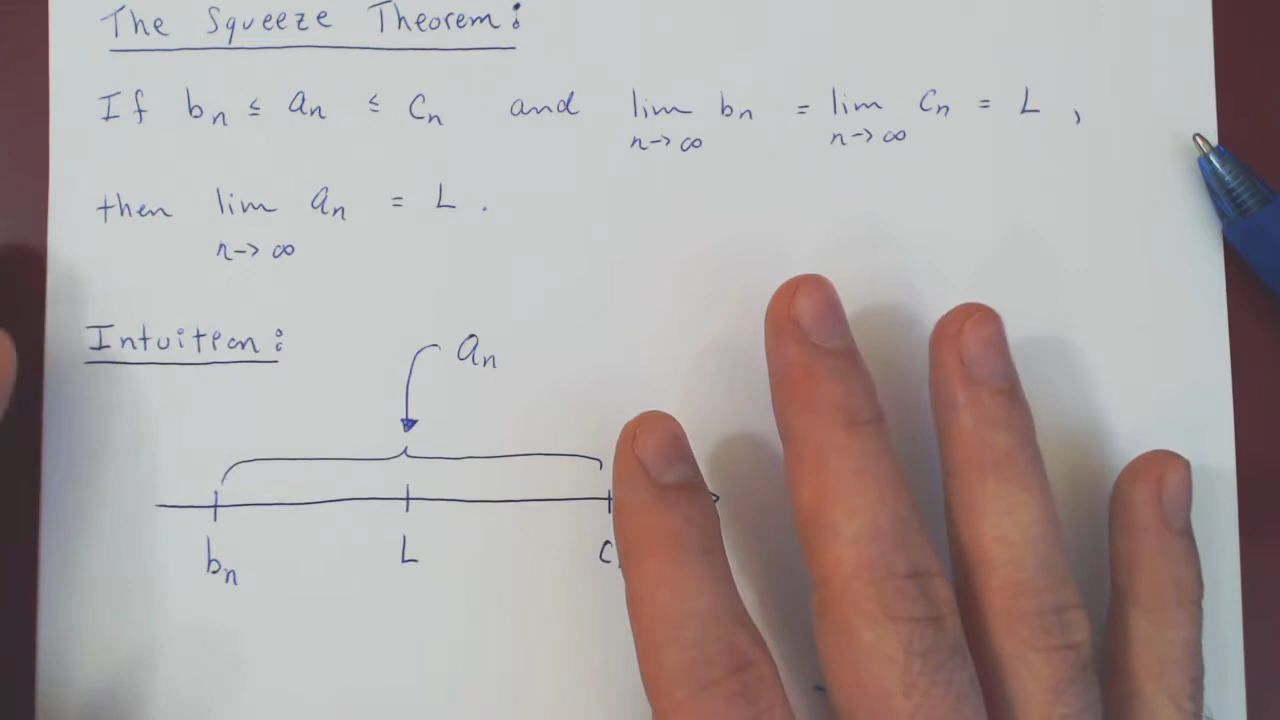 The Squeeze Theorem:
If bₙ ≤ aₙ ≤ cₙ and lim bₙ = lim cₙ = L ,
n→∞ n→∞
then lim aₙ = L .
n→∞
Intuition:
aₙ
bₙ L c